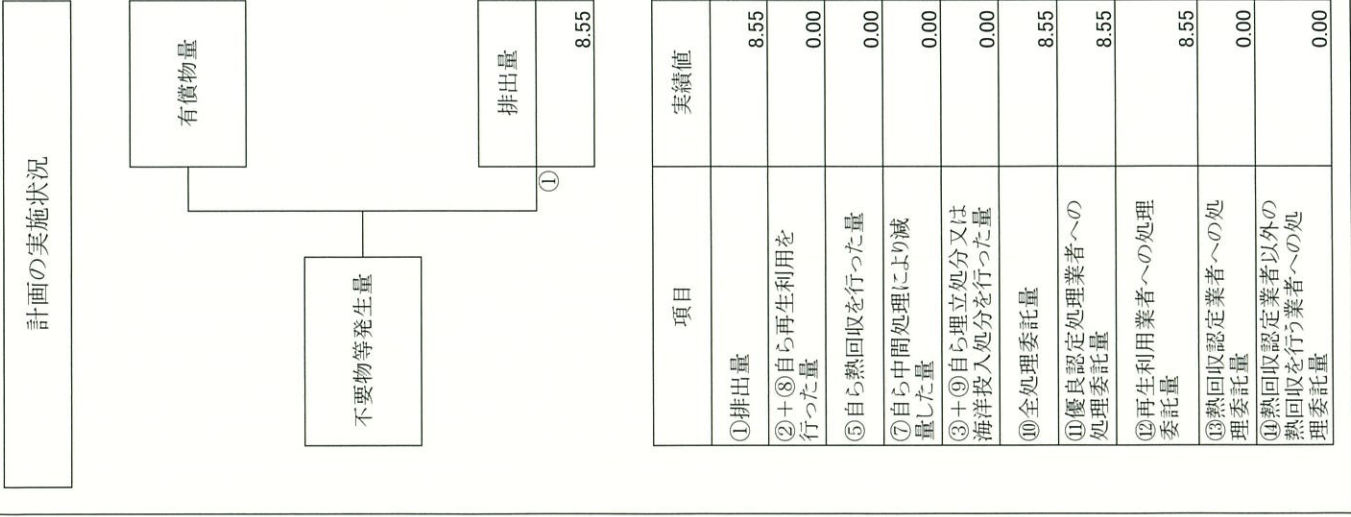 計画の実施状況
有償物量
不要物等発生量
排出量
①
8.55
項目
実績値
①排出量
8.55
②+⑧自ら再生利用を
行った量
0.00
⑤自ら熱回収を行った量
0.00
⑦自ら中間処理により減
量した量
0.00
③+⑨自ら埋立処分又は
海洋投入処分を行った量
0.00
⑩全処理委託量
8.55
⑪優良認定処理業者への
処理委託量
8.55
⑫再生利用業者への処理
委託量
8.55
⑬熱回収認定業者への処
理委託量
0.00
⑭熱回収認定業者以外の
熱回収を行う業者への処
理委託量
0.00